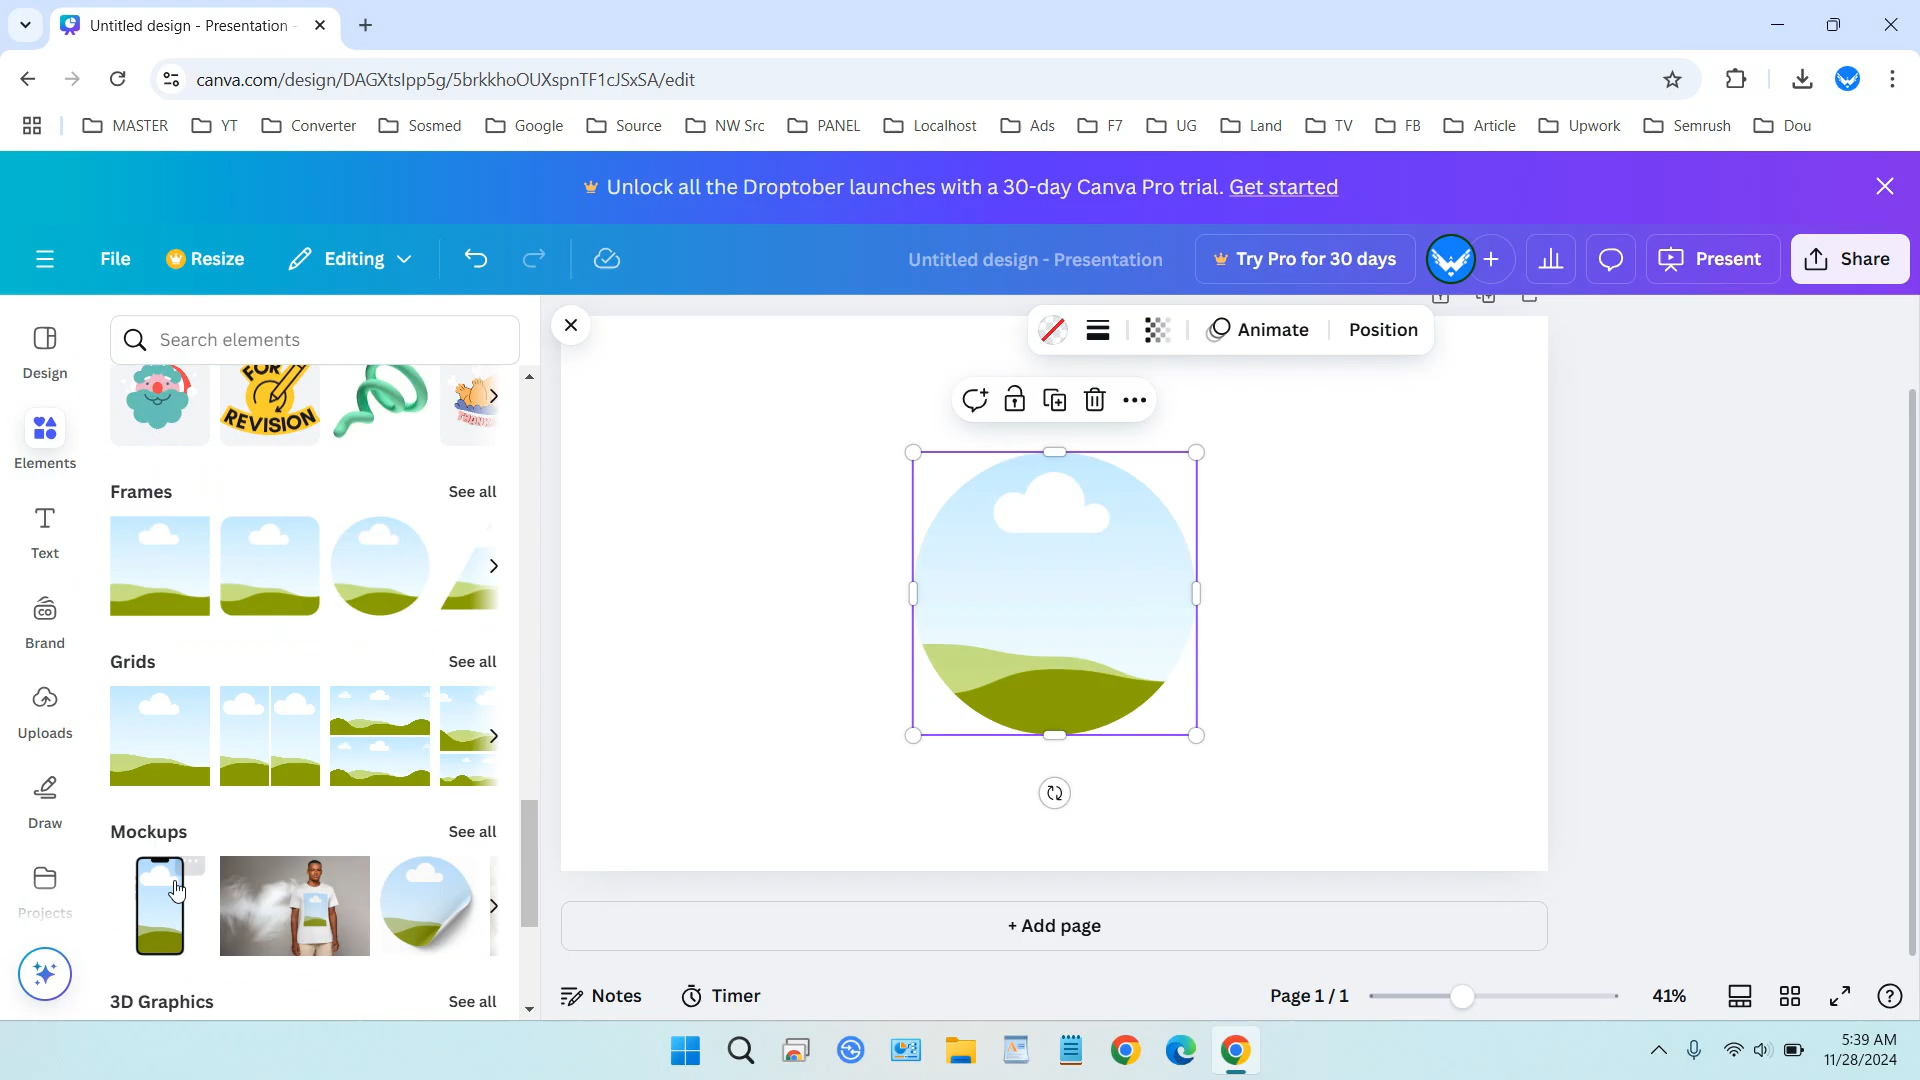 Untitled design - Presentation -
canva.com/design/DAGXtsIpp5g/5brkkhoOUXspnTF1cJSxSA/edit
MASTER YT Converter Sosmed Google Source NW Src PANEL Localhost Ads F7 UG Land TV FB Article Upwork Semrush Dou
Unlock all the Droptober launches with a 30-day Canva Pro trial. Get started
File Resize Editing Untitled design - Presentation Try Pro for 30 days Present Share
Search elements
Animate Position
Design
Elements
Text
Brand
Uploads
Draw
Projects
FOR
REVISION
Frames See all
Grids See all
Mockups See all
3D Graphics See all
+ Add page
Notes Timer Page 1 / 1 41%
5:39 AM
11/28/2024